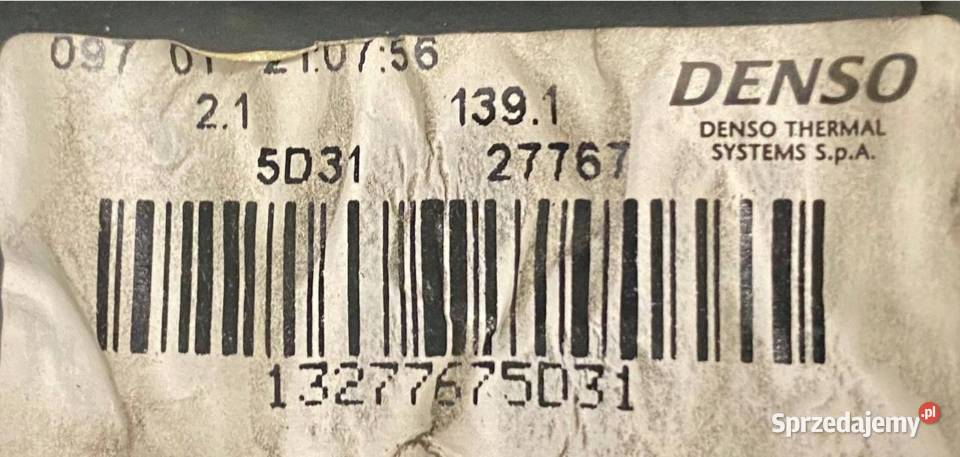 097 01 21:07:56
2.1 139.1
5D31 27767
DENSO
DENSO THERMAL
SYSTEMS S.p.A.
13277675D31
Sprzedajemy.pl